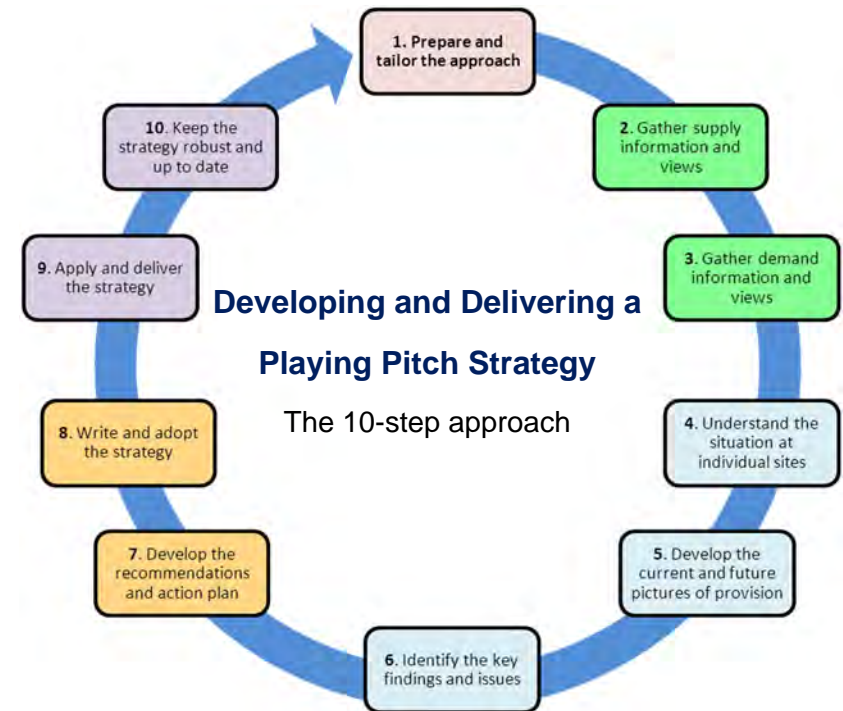 1. Prepare and
tailor the approach
2. Gather supply
information and
views
3. Gather demand
information and
views
4. Understand the
situation at
individual sites
5. Develop the
current and future
pictures of provision
6. Identify the key
findings and issues
7. Develop the
recommendations
and action plan
8. Write and adopt
the strategy
9. Apply and deliver
the strategy
10. Keep the
strategy robust and
up to date
Developing and Delivering a
Playing Pitch Strategy
The 10-step approach